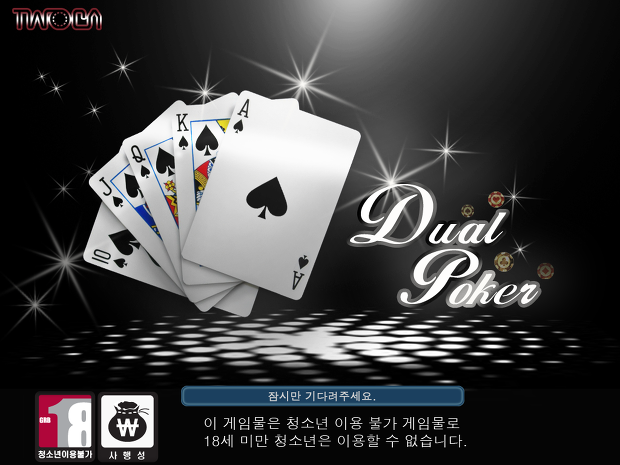 A
K
Q
J
10
A
Dual
Poker
잠시만 기다려주세요.
GRB
18
청소년이용불가
₩
사 행 성
이 게임물은 청소년 이용 불가 게임물로
18세 미만 청소년은 이용할 수 없습니다.